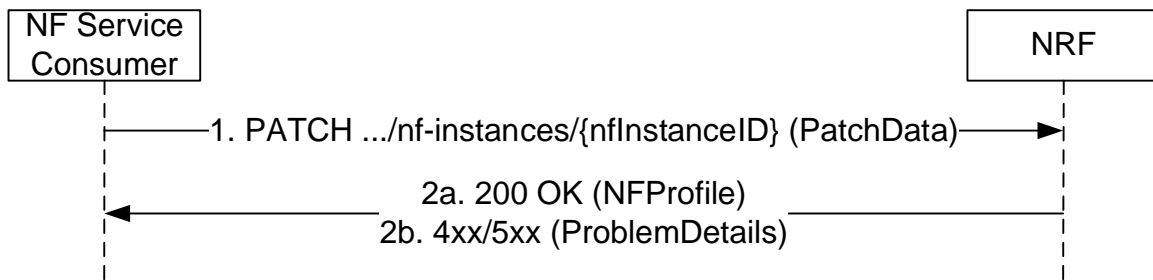 NF Service
Consumer
NRF
1. PATCH .../nf-instances/{nfInstanceID} (PatchData)
2a. 200 OK (NFProfile)
2b. 4xx/5xx (ProblemDetails)